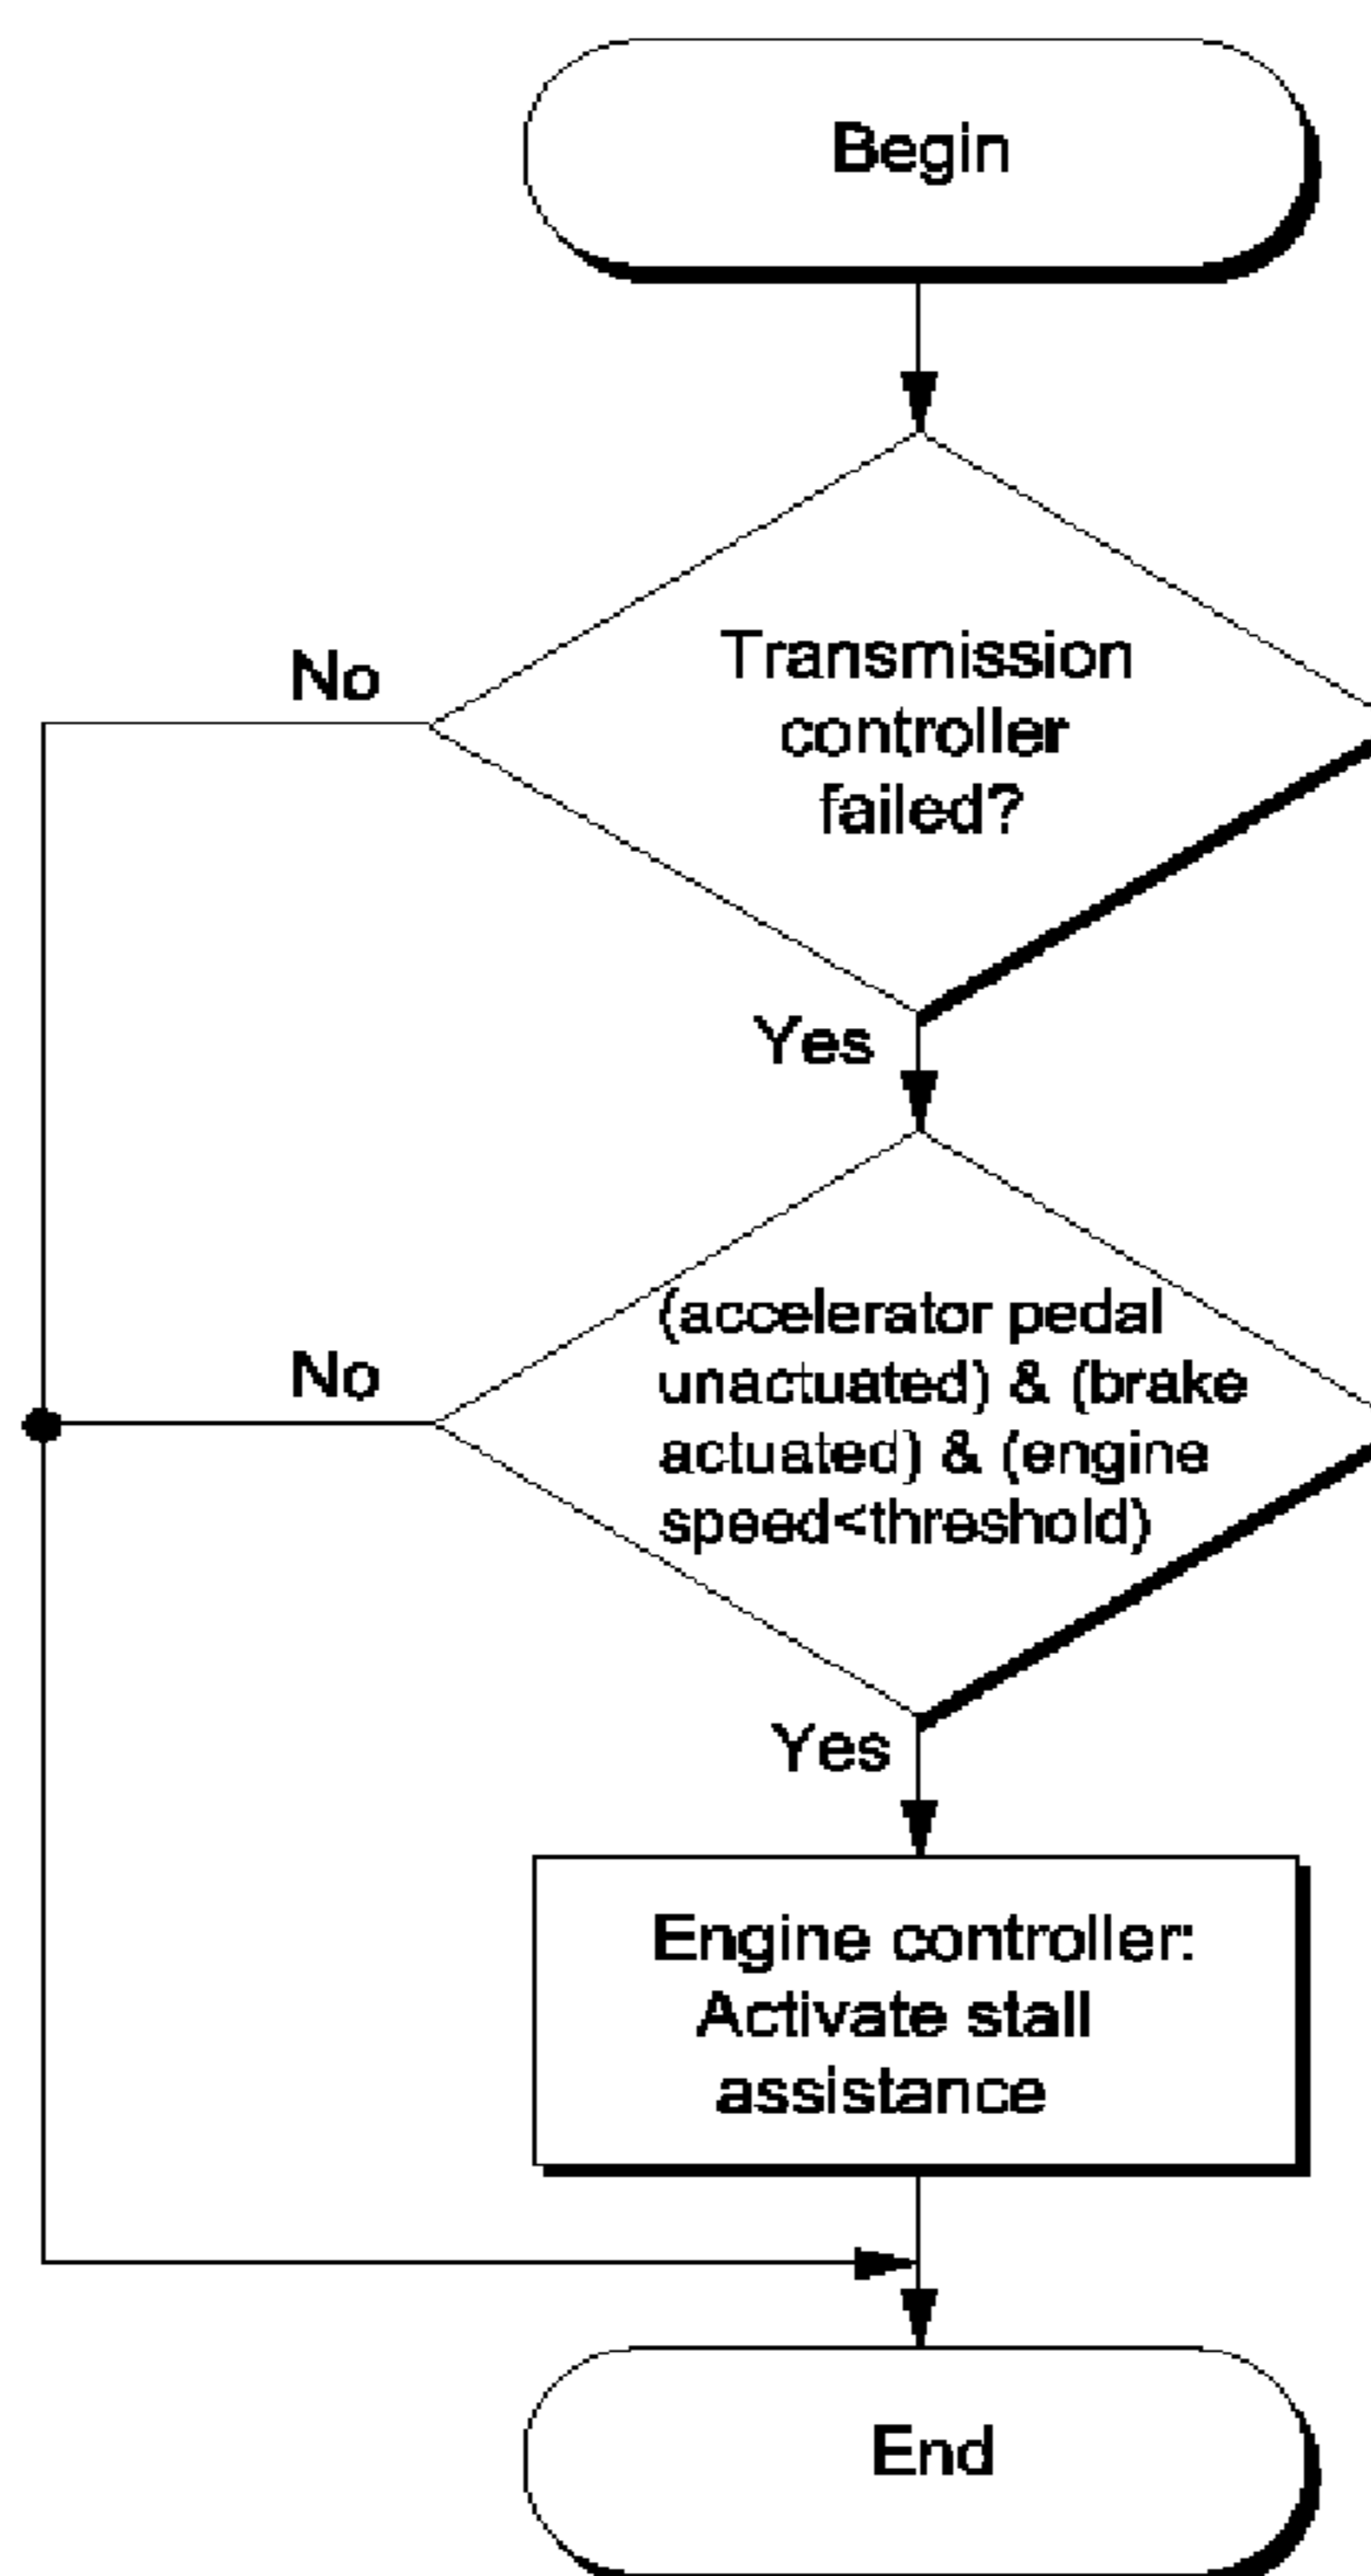 Begin
Transmission
controller
failed?
No
Yes
(accelerator pedal
unactuated) & (brake
actuated) & (engine
speed<threshold)
No
Yes
Engine controller:
Activate stall
assistance
End